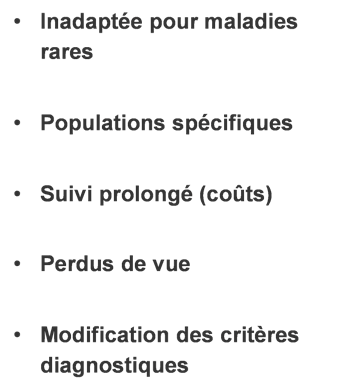 • Inadaptée pour maladies
rares
• Populations spécifiques
• Suivi prolongé (coûts)
• Perdus de vue
• Modification des critères
diagnostiques